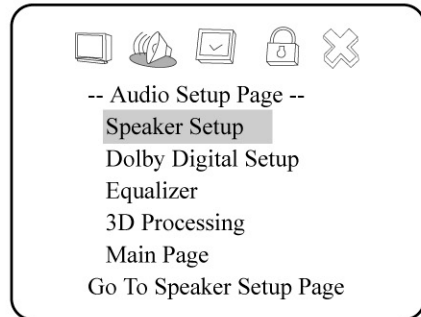 -- Audio Setup Page --
Speaker Setup
Dolby Digital Setup
Equalizer
3D Processing
Main Page
Go To Speaker Setup Page